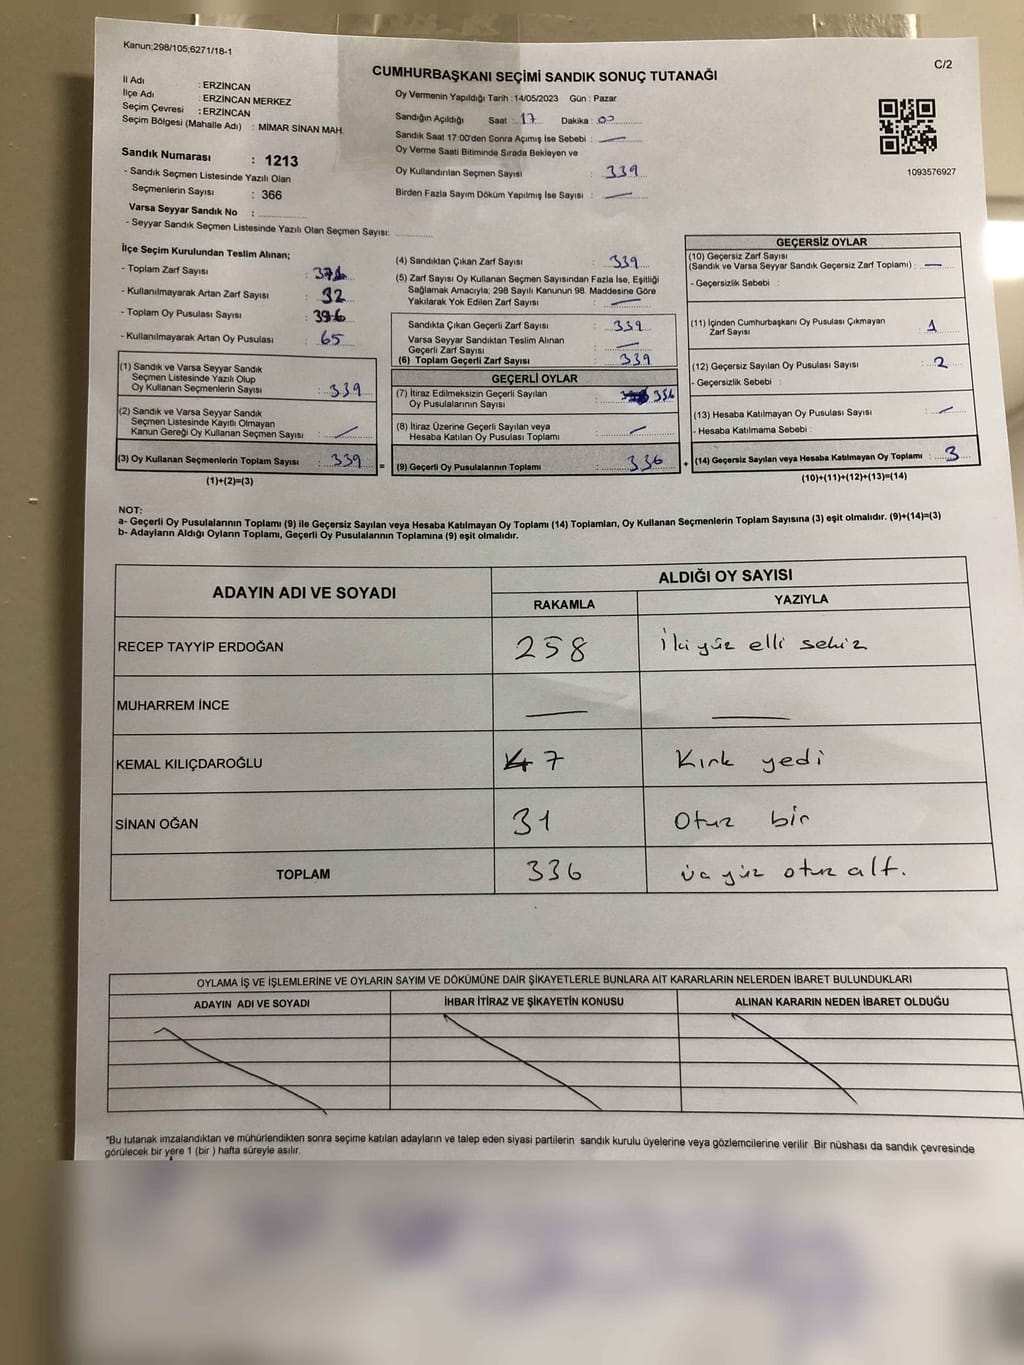 Kanun;298/105;6271/18-1
C/2
CUMHURBAŞKANI SEÇİMİ SANDIK SONUÇ TUTANAĞI
İl Adı : ERZİNCAN
İlçe Adı : ERZİNCAN MERKEZ
Seçim Çevresi : ERZİNCAN
Seçim Bölgesi (Mahalle Adı) : MİMAR SİNAN MAH.
Sandık Numarası : 1213
- Sandık Seçmen Listesinde Yazılı Olan
Seçmenlerin Sayısı : 366
Varsa Seyyar Sandık No :
- Seyyar Sandık Seçmen Listesinde Yazılı Olan Seçmen Sayısı:
Oy Vermenin Yapıldığı Tarih :14/05/2023 Gün : Pazar
Sandığın Açıldığı Saat : 17 Dakika : 00
Sandık Saat 17:00'den Sonra Açımış İse Sebebi : —
Oy Verme Saati Bitiminde Sırada Bekleyen ve
Oy Kullandırılan Seçmen Sayısı : 339
Birden Fazla Sayım Döküm Yapılmış İse Sayısı : —
1093576927
İlçe Seçim Kurulundan Teslim Alınan;
- Toplam Zarf Sayısı :
- Kullanılmayarak Artan Zarf Sayısı : 32
- Toplam Oy Pusulası Sayısı :
- Kullanılmayarak Artan Oy Pusulası : 65
(1) Sandık ve Varsa Seyyar Sandık
Seçmen Listesinde Yazılı Olup
Oy Kullanan Seçmenlerin Sayısı : 339
(2) Sandık ve Varsa Seyyar Sandık
Seçmen Listesinde Kayıtlı Olmayan
Kanun Gereği Oy Kullanan Seçmen Sayısı : —
(3) Oy Kullanan Seçmenlerin Toplam Sayısı : 339
(1)+(2)=(3)
=
(4) Sandıktan Çıkan Zarf Sayısı : 339
(5) Zarf Sayısı Oy Kullanan Seçmen Sayısından Fazla İse, Eşitliği
Sağlamak Amacıyla; 298 Sayılı Kanunun 98. Maddesine Göre
Yakılarak Yok Edilen Zarf Sayısı : —
Sandıkta Çıkan Geçerli Zarf Sayısı : 339
Varsa Seyyar Sandıktan Teslim Alınan
Geçerli Zarf Sayısı : —
(6) Toplam Geçerli Zarf Sayısı : 339
GEÇERLİ OYLAR
(7) İtiraz Edilmeksizin Geçerli Sayılan
Oy Pusulalarının Sayısı : 336
(8) İtiraz Üzerine Geçerli Sayılan veya
Hesaba Katılan Oy Pusulası Toplamı : —
(9) Geçerli Oy Pusulalarının Toplamı : 336
+
GEÇERSİZ OYLAR
(10) Geçersiz Zarf Sayısı
(Sandık ve Varsa Seyyar Sandık Geçersiz Zarf Toplamı) : —
- Geçersizlik Sebebi :
(11) İçinden Cumhurbaşkanı Oy Pusulası Çıkmayan
Zarf Sayısı : 1
(12) Geçersiz Sayılan Oy Pusulası Sayısı : 2
- Geçersizlik Sebebi :
(13) Hesaba Katılmayan Oy Pusulası Sayısı : —
- Hesaba Katılmama Sebebi :
(14) Geçersiz Sayılan veya Hesaba Katılmayan Oy Toplamı : 3
(10)+(11)+(12)+(13)=(14)
NOT:
a- Geçerli Oy Pusulalarının Toplamı (9) ile Geçersiz Sayılan veya Hesaba Katılmayan Oy Toplamı (14) Toplamları, Oy Kullanan Seçmenlerin Toplam Sayısına (3) eşit olmalıdır. (9)+(14)=(3)
b- Adayların Aldığı Oyların Toplamı, Geçerli Oy Pusulalarının Toplamına (9) eşit olmalıdır.
ADAYIN ADI VE SOYADI
ALDIĞI OY SAYISI
RAKAMLA YAZIYLA
RECEP TAYYİP ERDOĞAN 258 İki yüz elli sekiz
MUHARREM İNCE — —
KEMAL KILIÇDAROĞLU 47 Kırk yedi
SİNAN OĞAN 31 Otuz bir
TOPLAM 336 üç yüz otuz altı
OYLAMA İŞ VE İŞLEMLERİNE VE OYLARIN SAYIM VE DÖKÜMÜNE DAİR ŞİKAYETLERLE BUNLARA AİT KARARLARIN NELERDEN İBARET BULUNDUKLARI
ADAYIN ADI VE SOYADI İHBAR İTİRAZ VE ŞİKAYETİN KONUSU ALINAN KARARIN NEDEN İBARET OLDUĞU
*Bu tutanak imzalandıktan ve mühürlendikten sonra seçime katılan adayların ve talep eden siyasi partilerin sandık kurulu üyelerine veya gözlemcilerine verilir Bir nüshası da sandık çevresinde
görülecek bir yere 1 (bir ) hafta süreyle asılır.